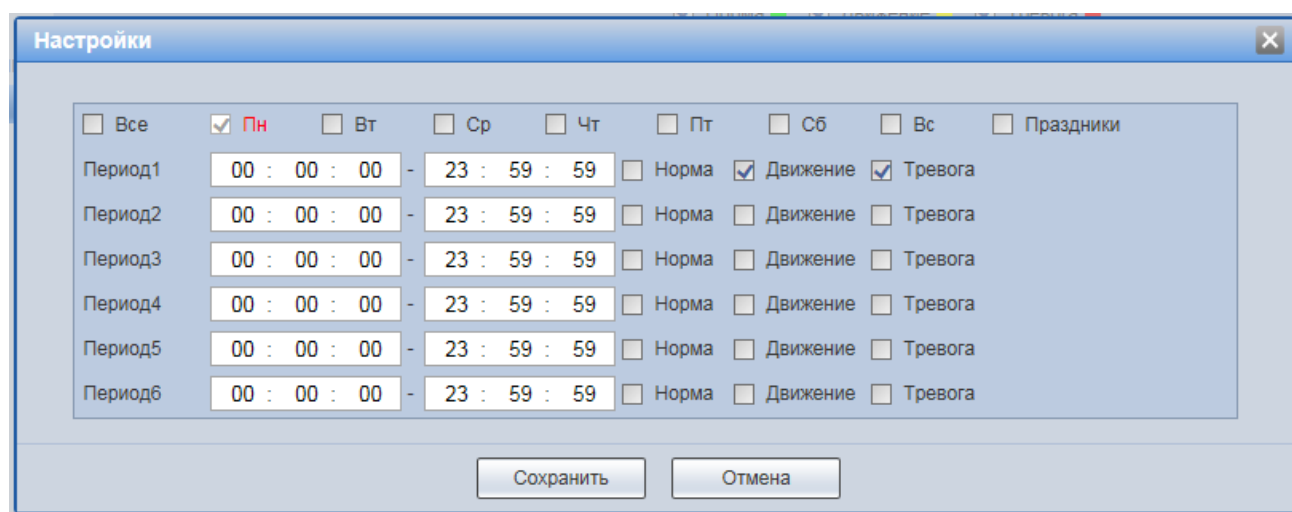 Настройки
Все Пн Вт Ср Чт Пт Сб Вс Праздники
Период1 00 : 00 : 00 - 23 : 59 : 59 Норма Движение Тревога
Период2 00 : 00 : 00 - 23 : 59 : 59 Норма Движение Тревога
Период3 00 : 00 : 00 - 23 : 59 : 59 Норма Движение Тревога
Период4 00 : 00 : 00 - 23 : 59 : 59 Норма Движение Тревога
Период5 00 : 00 : 00 - 23 : 59 : 59 Норма Движение Тревога
Период6 00 : 00 : 00 - 23 : 59 : 59 Норма Движение Тревога
Сохранить Отмена